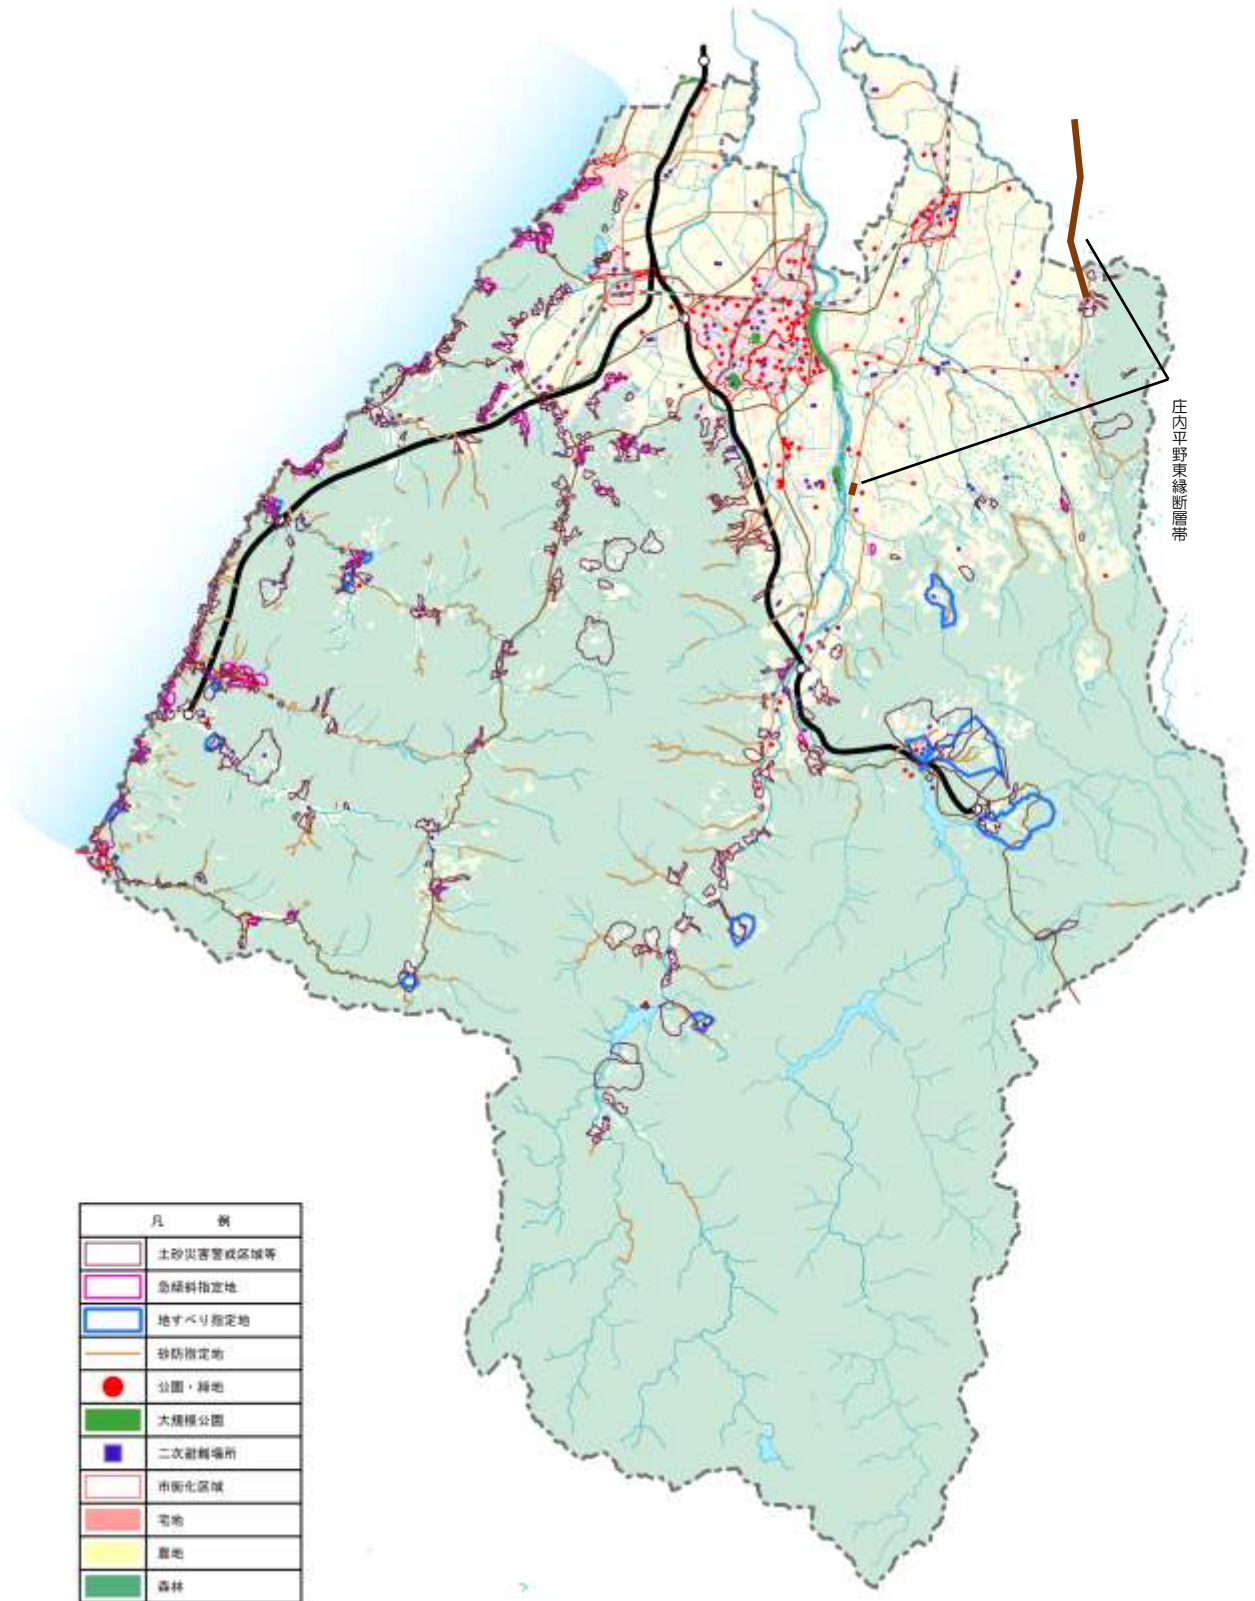 庄内平野東縁断層帯
凡 例
土砂災害警戒区域等
急傾斜指定地
地すべり指定地
砂防指定地
公園・緑地
大規模公園
二次避難場所
市街化区域
宅地
農地
森林